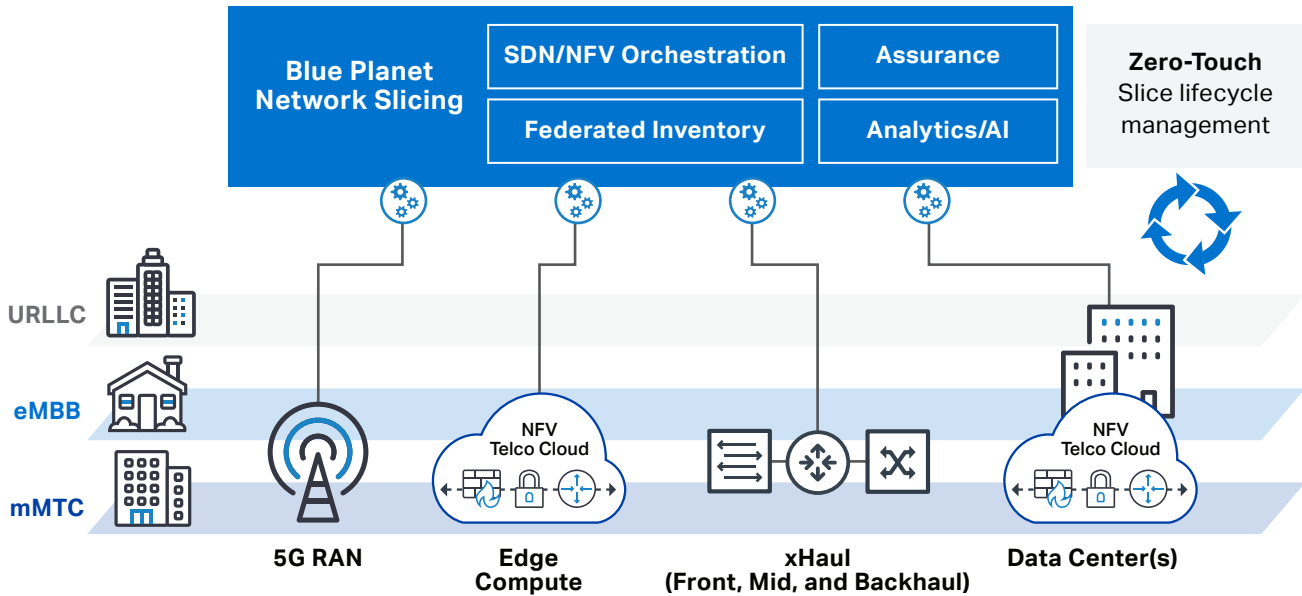 Blue Planet
Network Slicing
SDN/NFV Orchestration
Assurance
Federated Inventory
Analytics/AI
Zero-Touch
Slice lifecycle
management
URLLC
eMBB
mMTC
NFV
Telco Cloud
NFV
Telco Cloud
5G RAN
Edge
Compute
xHaul
(Front, Mid, and Backhaul)
Data Center(s)